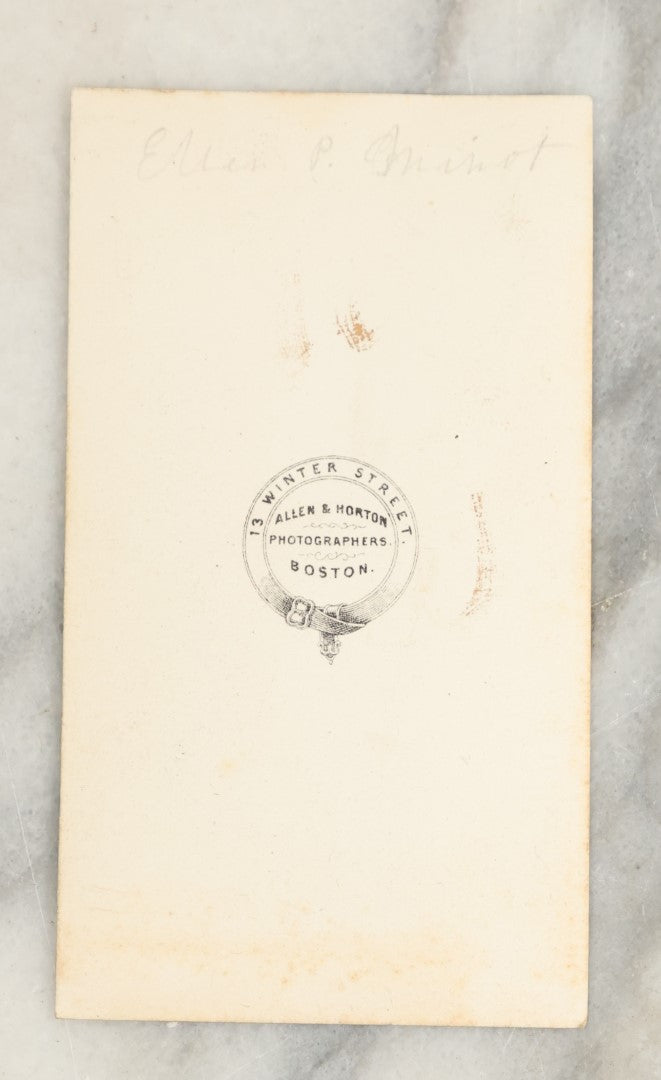 Ellen P. Minot
13 WINTER STREET.
ALLEN & HORTON
PHOTOGRAPHERS.
BOSTON.